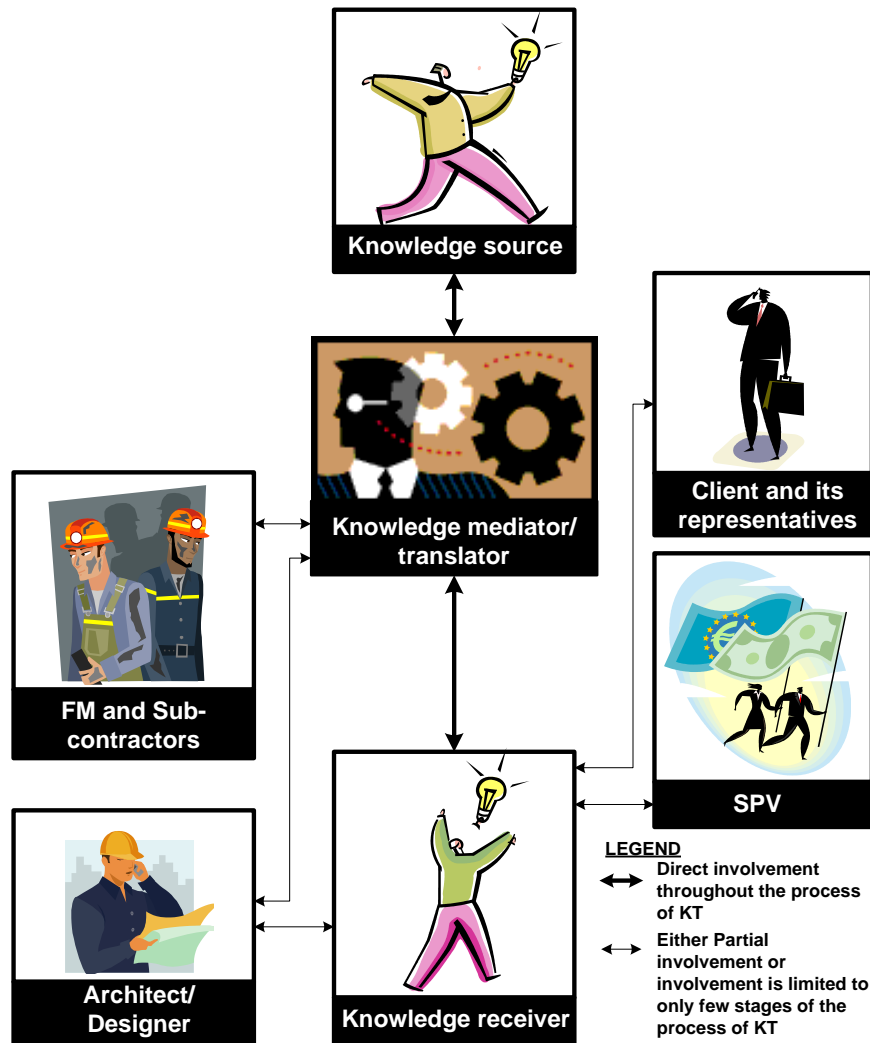 Knowledge source
Knowledge mediator/
translator
Client and its
representatives
FM and Sub-
contractors
SPV
Architect/
Designer
Knowledge receiver
LEGEND
Direct involvement
throughout the process
of KT
Either Partial
involvement or
involvement is limited to
only few stages of the
process of KT